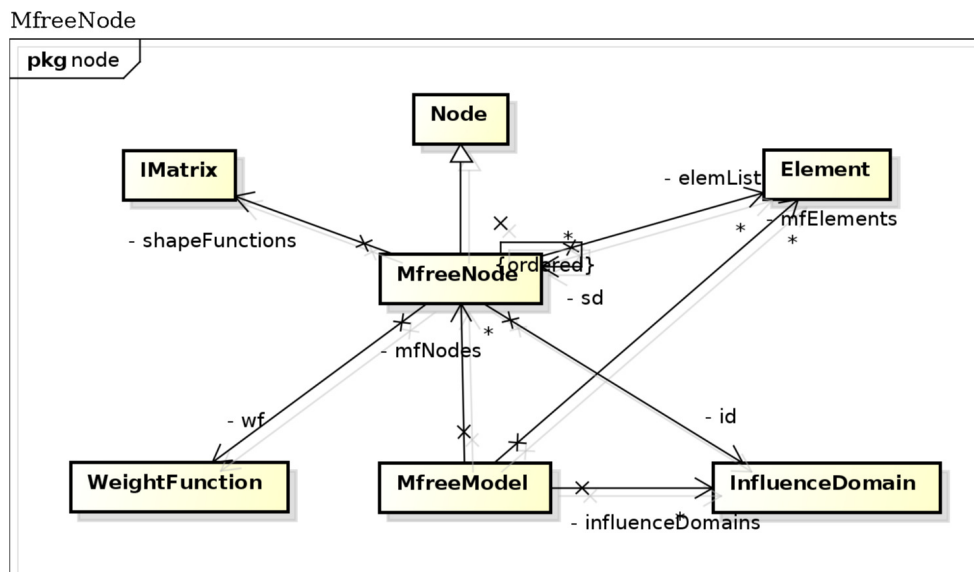 MfreeNode
pkg node
Node
IMatrix
Element
- elemList
- mfElements
*
*
*
- shapeFunctions
{ordered}
MfreeNode
- sd
*
- mfNodes
- wf
- id
WeightFunction
MfreeModel
InfluenceDomain
- influenceDomains
*